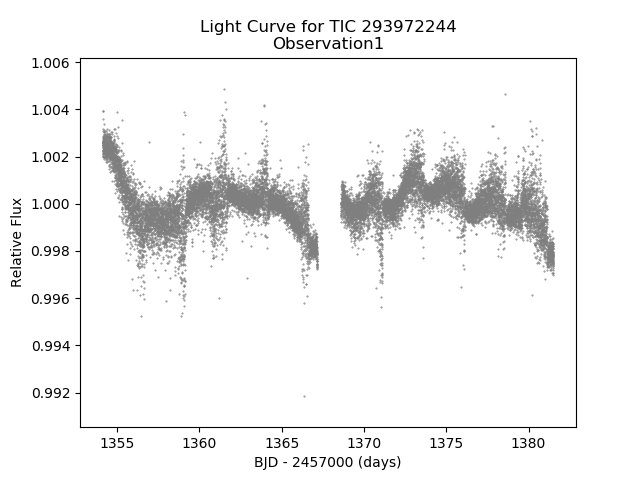 Light Curve for TIC 293972244
Observation1
1.006
1.004
1.002
1.000
0.998
0.996
0.994
0.992
Relative Flux
1355 1360 1365 1370 1375 1380
BJD - 2457000 (days)